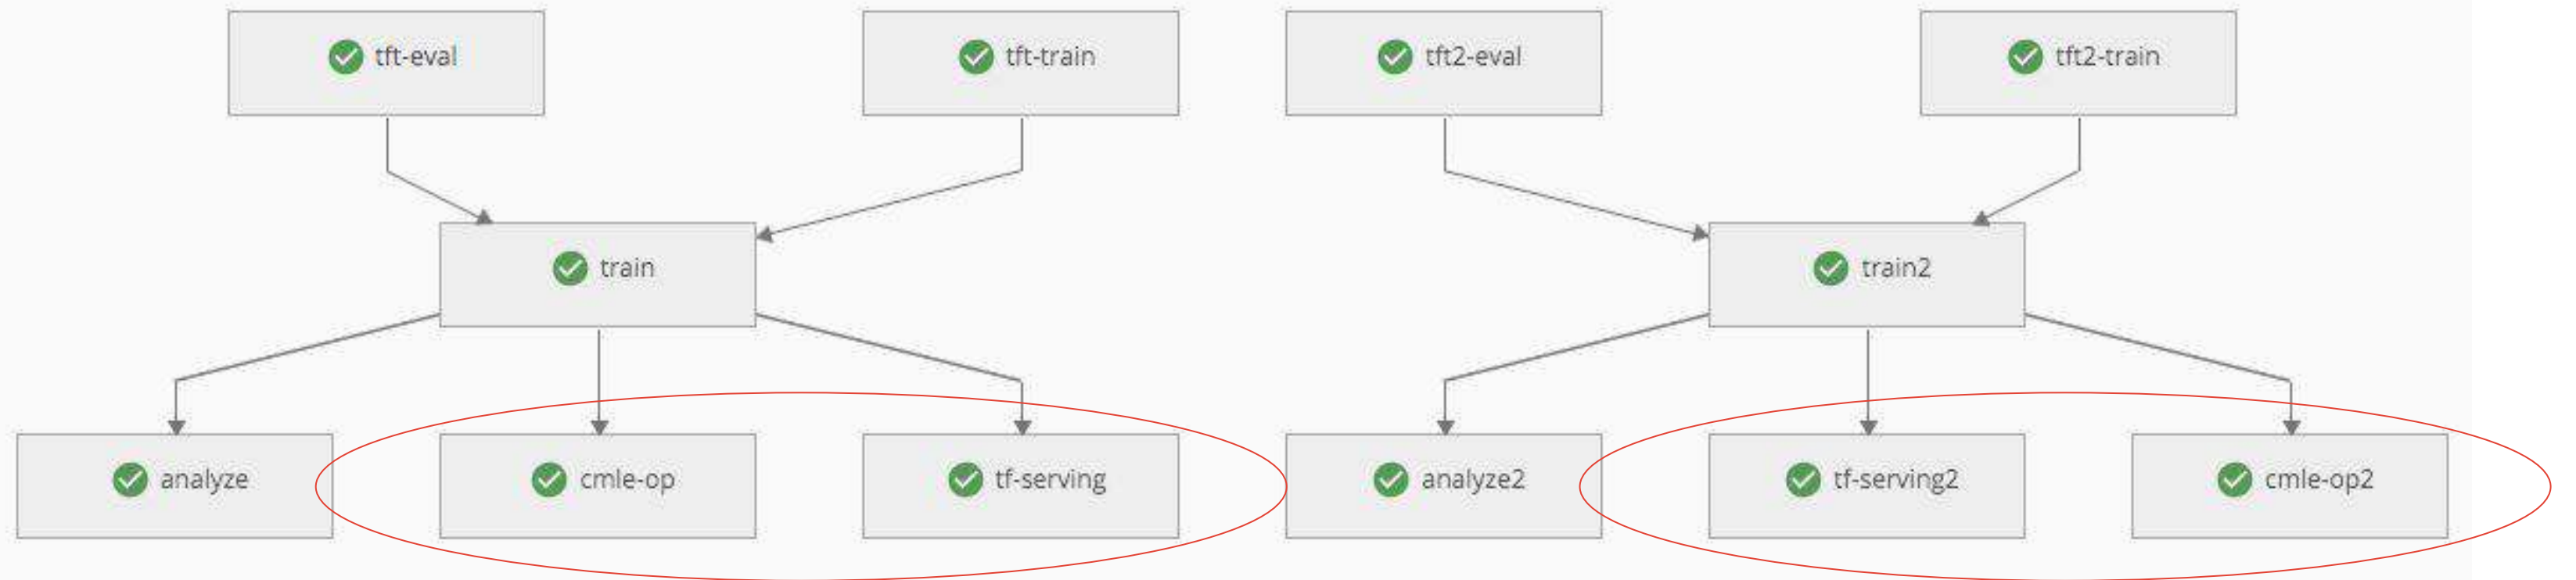 tft-eval
tft-train
tft2-eval
tft2-train
train
train2
analyze
cmle-op
tf-serving
analyze2
tf-serving2
cmle-op2